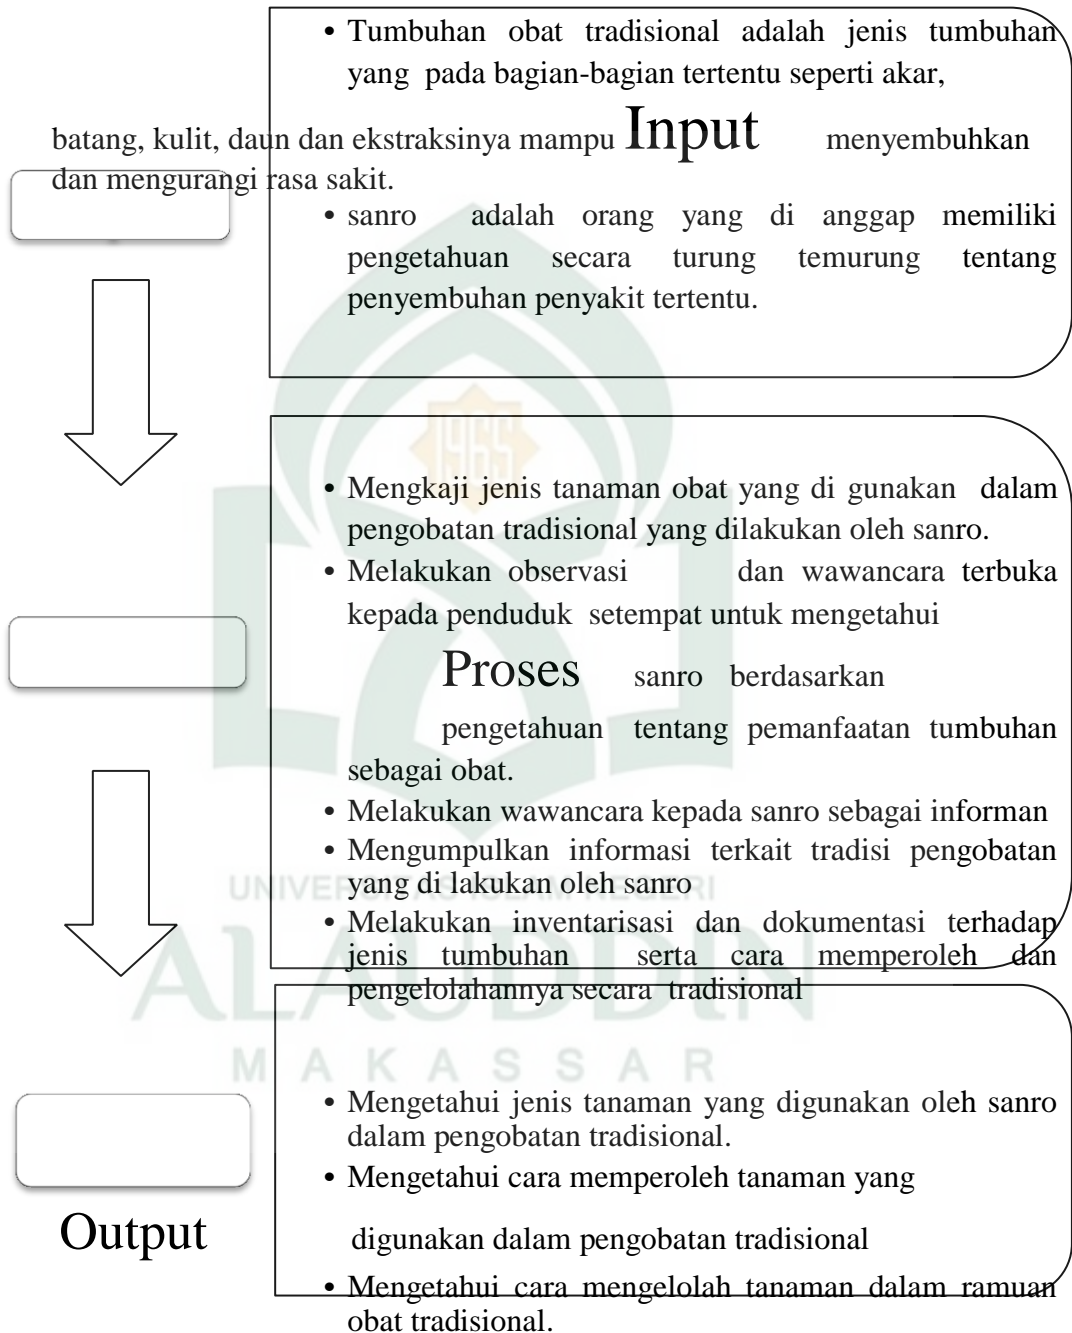 • Tumbuhan obat tradisional adalah jenis tumbuhan
yang pada bagian-bagian tertentu seperti akar,
batang, kulit, daun dan ekstraksinya mampu Input menyembuhkan
dan mengurangi rasa sakit.
• sanro adalah orang yang di anggap memiliki
pengetahuan secara turung temurung tentang
penyembuhan penyakit tertentu.
1965
• Mengkaji jenis tanaman obat yang di gunakan dalam
pengobatan tradisional yang dilakukan oleh sanro.
• Melakukan observasi dan wawancara terbuka
kepada penduduk setempat untuk mengetahui
Proses sanro berdasarkan
pengetahuan tentang pemanfaatan tumbuhan
sebagai obat.
• Melakukan wawancara kepada sanro sebagai informan
• Mengumpulkan informasi terkait tradisi pengobatan
yang di lakukan oleh sanro
UNIVERSITAS ISLAM NEGERI
• Melakukan inventarisasi dan dokumentasi terhadap
jenis tumbuhan serta cara memperoleh dan
pengelolahannya secara tradisional
ALAUDDIN
MAKASSAR
• Mengetahui jenis tanaman yang digunakan oleh sanro
dalam pengobatan tradisional.
• Mengetahui cara memperoleh tanaman yang
Output digunakan dalam pengobatan tradisional
• Mengetahui cara mengelolah tanaman dalam ramuan
obat tradisional.